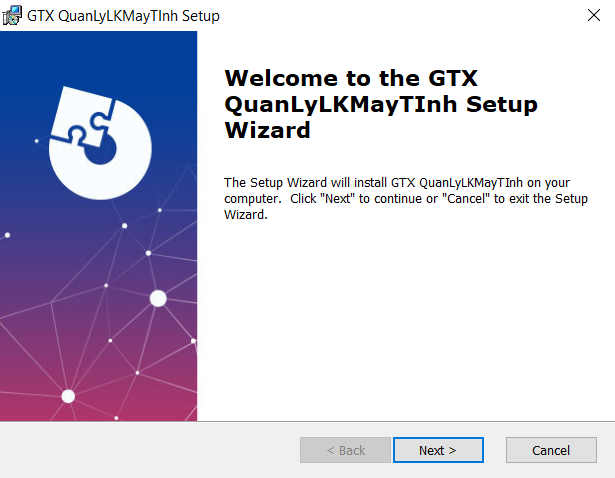 GTX QuanLyLKMayTInh Setup
Welcome to the GTX
QuanLyLKMayTInh Setup
Wizard
The Setup Wizard will install GTX QuanLyLKMayTInh on your
computer.  Click "Next" to continue or "Cancel" to exit the Setup
Wizard.
< Back
Next >
Cancel